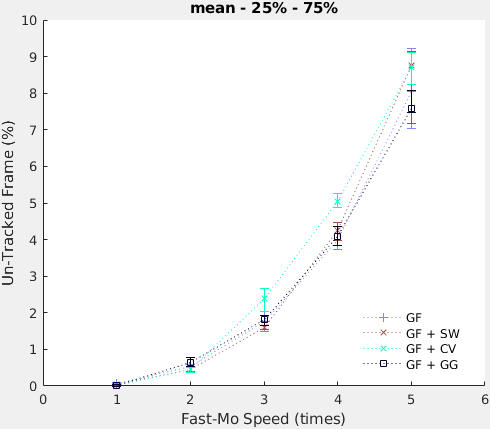 mean - 25% - 75%
Un-Tracked Frame (%)
10
9
8
7
6
5
4
3
2
1
0
0 1 2 3 4 5 6
Fast-Mo Speed (times)
GF
GF + SW
GF + CV
GF + GG